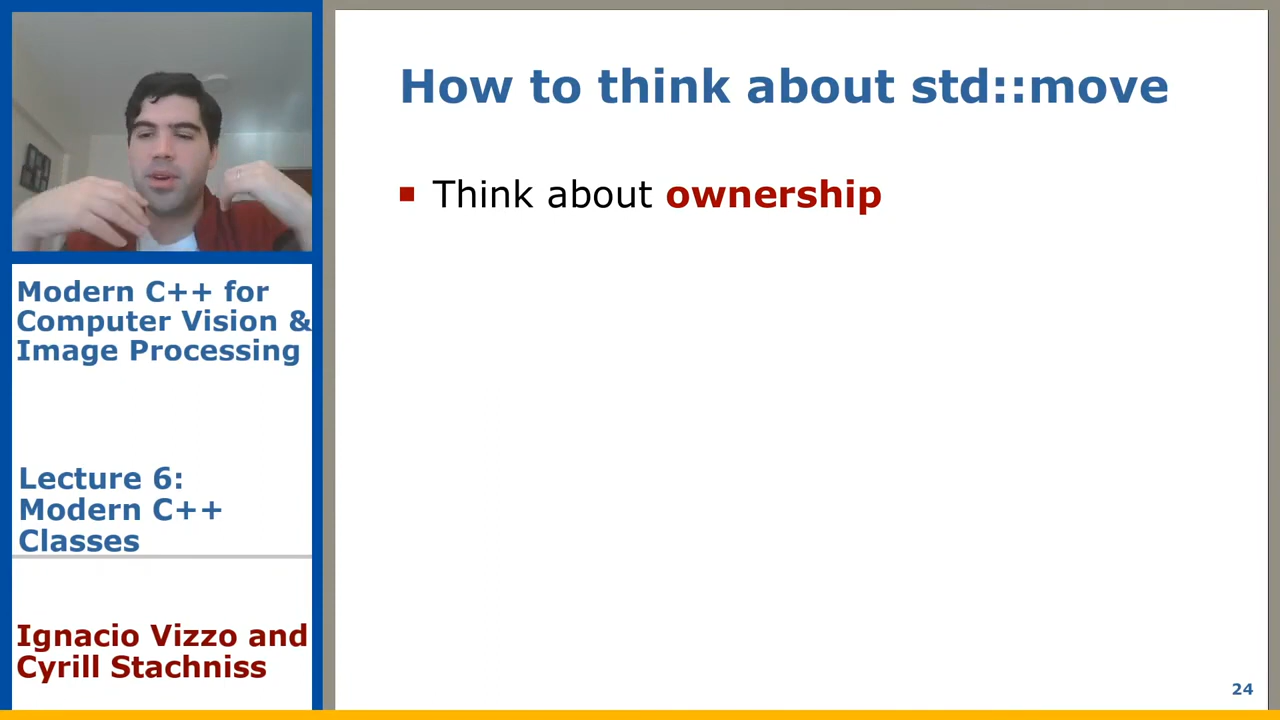 How to think about std::move
Think about ownership
Modern C++ for
Computer Vision &
Image Processing
Lecture 6:
Modern C++
Classes
Ignacio Vizzo and
Cyrill Stachniss
24